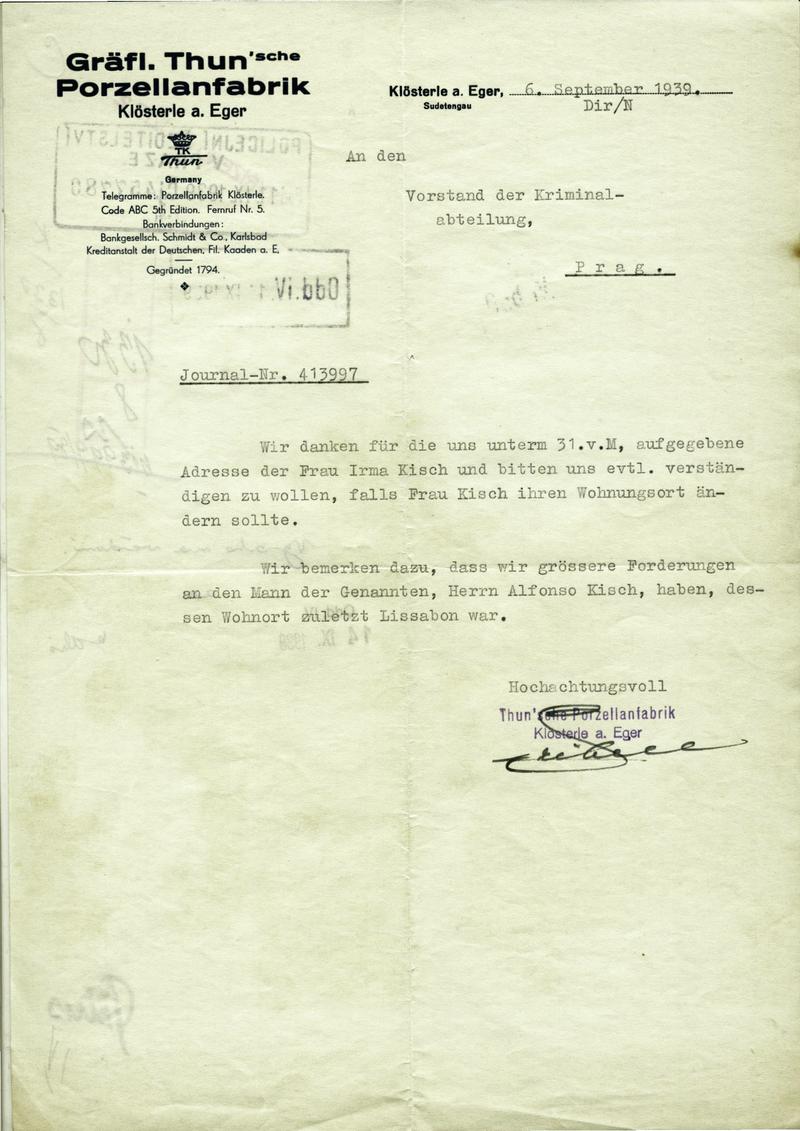 Gräfl. Thun'sche
Porzellanfabrik
Klösterle a. Eger
TK
Thun
Germany
Telegramme: Porzellanfabrik Klösterle.
Code ABC 5th Edition. Fernruf Nr. 5.
Bankverbindungen:
Bankgesellsch. Schmidt & Co., Karlsbad
Kreditanstalt der Deutschen, Fil. Kaaden a. E.
Gegründet 1794.
Klösterle a. Eger, 6. September 1939.
Sudetengau
Dir/N
An den
Vorstand der Kriminal-
abteilung,
Prag.
Journal-Nr. 413997
Wir danken für die uns unterm 31.v.M, aufgegebene
Adresse der Frau Irma Kisch und bitten uns evtl. verstän-
digen zu wollen, falls Frau Kisch ihren Wohnungsort än-
dern sollte.
Wir bemerken dazu, dass wir grössere Forderungen
an den Mann der Genannten, Herrn Alfonso Kisch, haben, des-
sen Wohnort zuletzt Lissabon war.
Hochachtungsvoll
Thun'sche Porzellanfabrik
Klösterle a. Eger